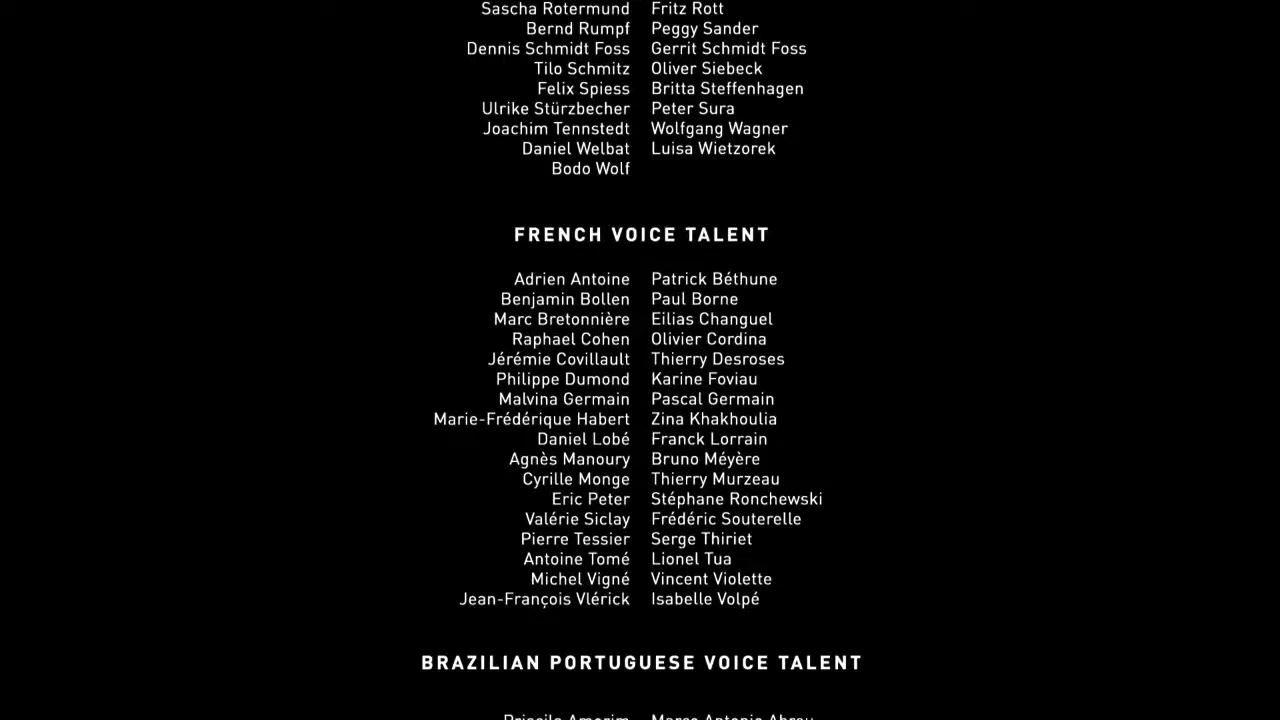 Sascha Rotermund Fritz Rott
Bernd Rumpf Peggy Sander
Dennis Schmidt Foss Gerrit Schmidt Foss
Tilo Schmitz Oliver Siebeck
Felix Spiess Britta Steffenhagen
Ulrike Stürzbecher Peter Sura
Joachim Tennstedt Wolfgang Wagner
Daniel Welbat Luisa Wietzorek
Bodo Wolf
FRENCH VOICE TALENT
Adrien Antoine Patrick Béthune
Benjamin Bollen Paul Borne
Marc Bretonnière Eilias Changuel
Raphael Cohen Olivier Cordina
Jérémie Covillault Thierry Desroses
Philippe Dumond Karine Foviau
Malvina Germain Pascal Germain
Marie-Frédérique Habert Zina Khakhoulia
Daniel Lobé Franck Lorrain
Agnès Manoury Bruno Méyère
Cyrille Monge Thierry Murzeau
Eric Peter Stéphane Ronchewski
Valérie Siclay Frédéric Souterelle
Pierre Tessier Serge Thiriet
Antoine Tomé Lionel Tua
Michel Vigné Vincent Violette
Jean-François Vlérick Isabelle Volpé
BRAZILIAN PORTUGUESE VOICE TALENT